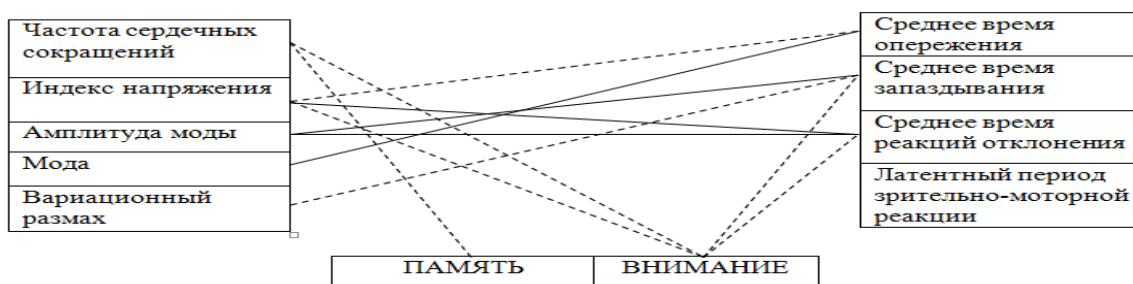 Частота сердечных
сокращений
Индекс напряжения
Амплитуда моды
Мода
Вариационный
размах
Среднее время
опережения
Среднее время
запаздывания
Среднее время
реакций отклонения
Латентный период
зрительно-моторной
реакции
ПАМЯТЬ
ВНИМАНИЕ